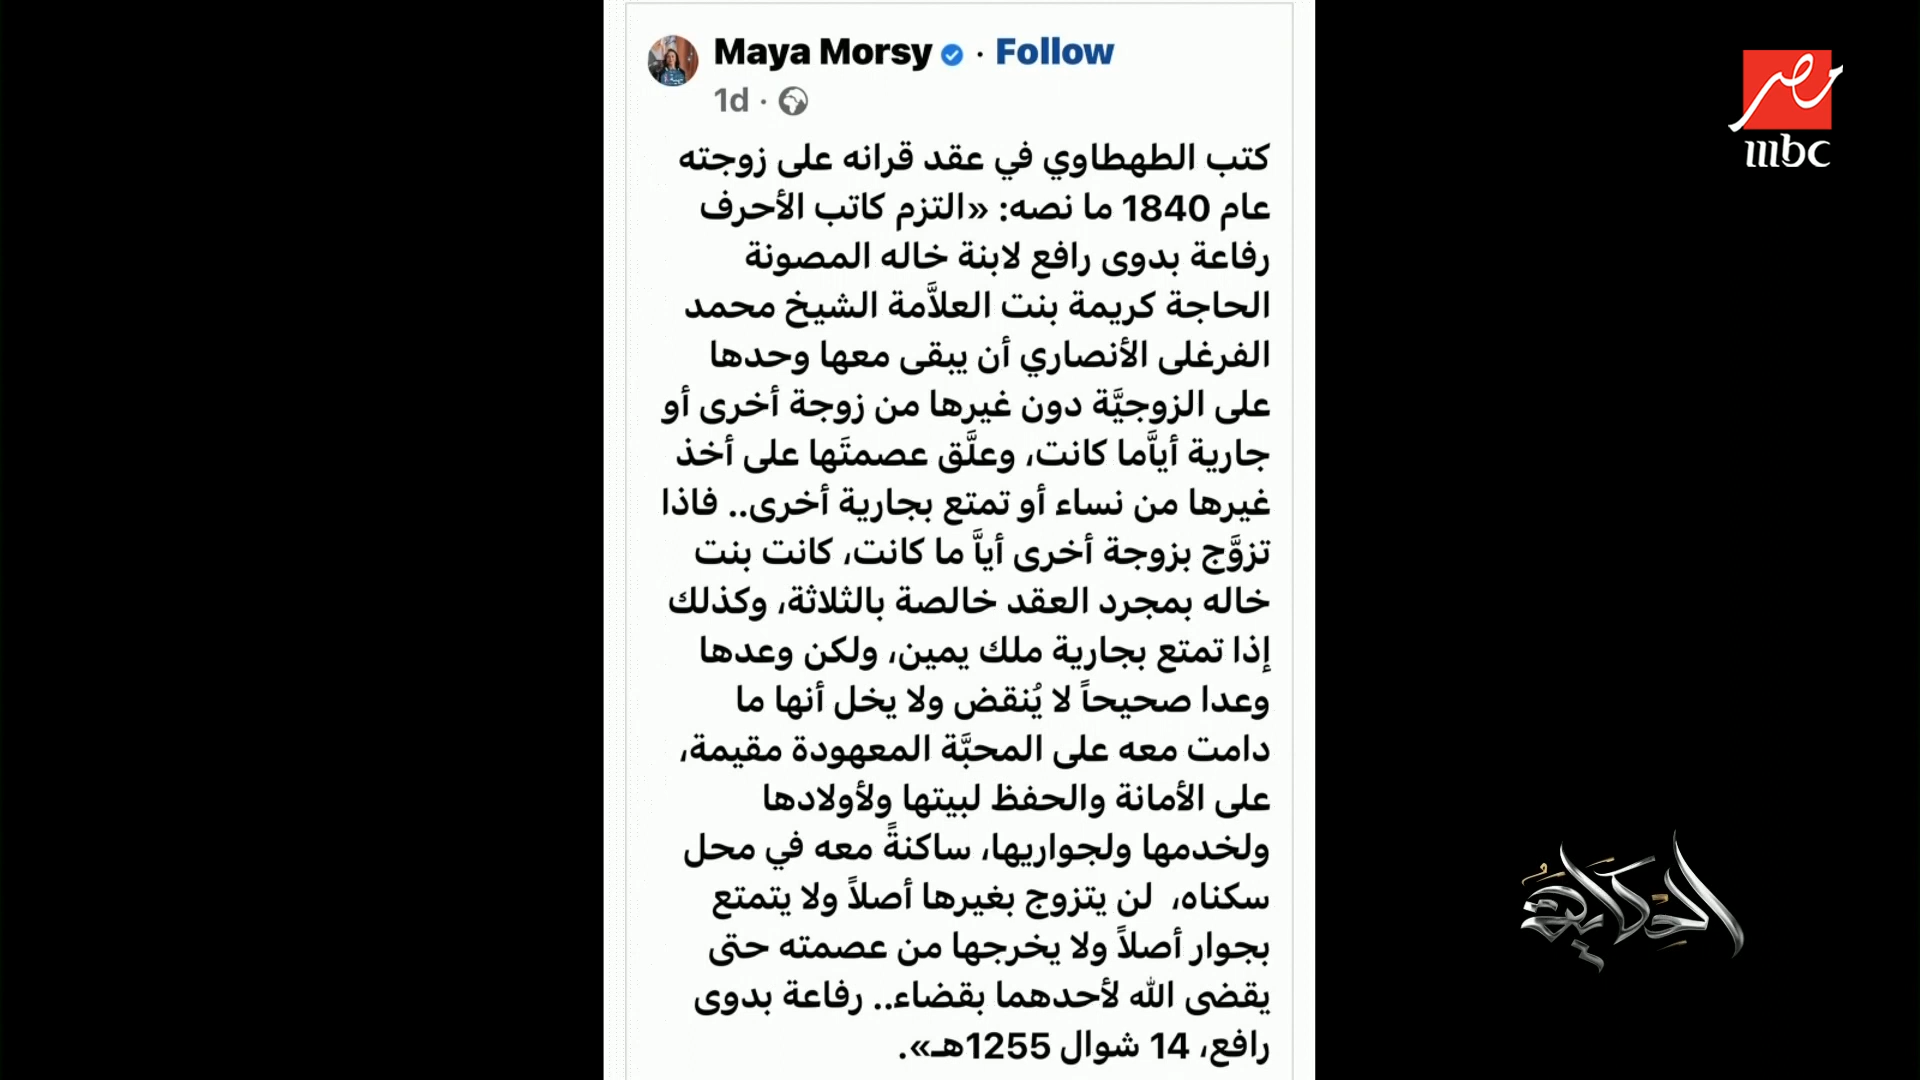 Maya Morsy · Follow
1d ·
كتب الطهطاوي في عقد قرانه على زوجته
عام 1840 ما نصه: «التزم كاتب الأحرف
رفاعة بدوى رافع لابنة خاله المصونة
الحاجة كريمة بنت العلاَّمة الشيخ محمد
الفرغلى الأنصاري أن يبقى معها وحدها
على الزوجيَّة دون غيرها من زوجة أخرى أو
جارية أياَّما كانت، وعلَّق عصمتَها على أخذ
غيرها من نساء أو تمتع بجارية أخرى.. فاذا
تزوَّج بزوجة أخرى أياَّ ما كانت، كانت بنت
خاله بمجرد العقد خالصة بالثلاثة، وكذلك
إذا تمتع بجارية ملك يمين، ولكن وعدها
وعدا صحيحاً لا يُنقض ولا يخل أنها ما
دامت معه على المحبَّة المعهودة مقيمة،
على الأمانة والحفظ لبيتها ولأولادها
ولخدمها ولجواريها، ساكنةً معه في محل
سكناه، لن يتزوج بغيرها أصلاً ولا يتمتع
بجوار أصلاً ولا يخرجها من عصمته حتى
يقضى الله لأحدهما بقضاء.. رفاعة بدوى
رافع، 14 شوال 1255هـ».
مصر
mbc
الحكاية